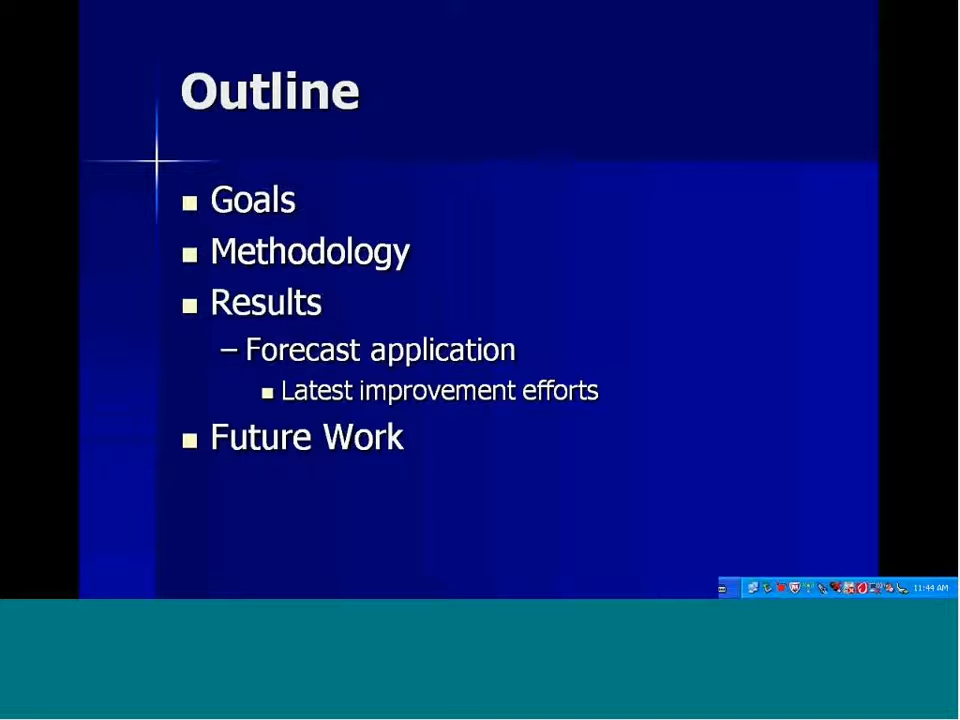 Outline
Goals
Methodology
Results
– Forecast application
Latest improvement efforts
Future Work
11:44 AM